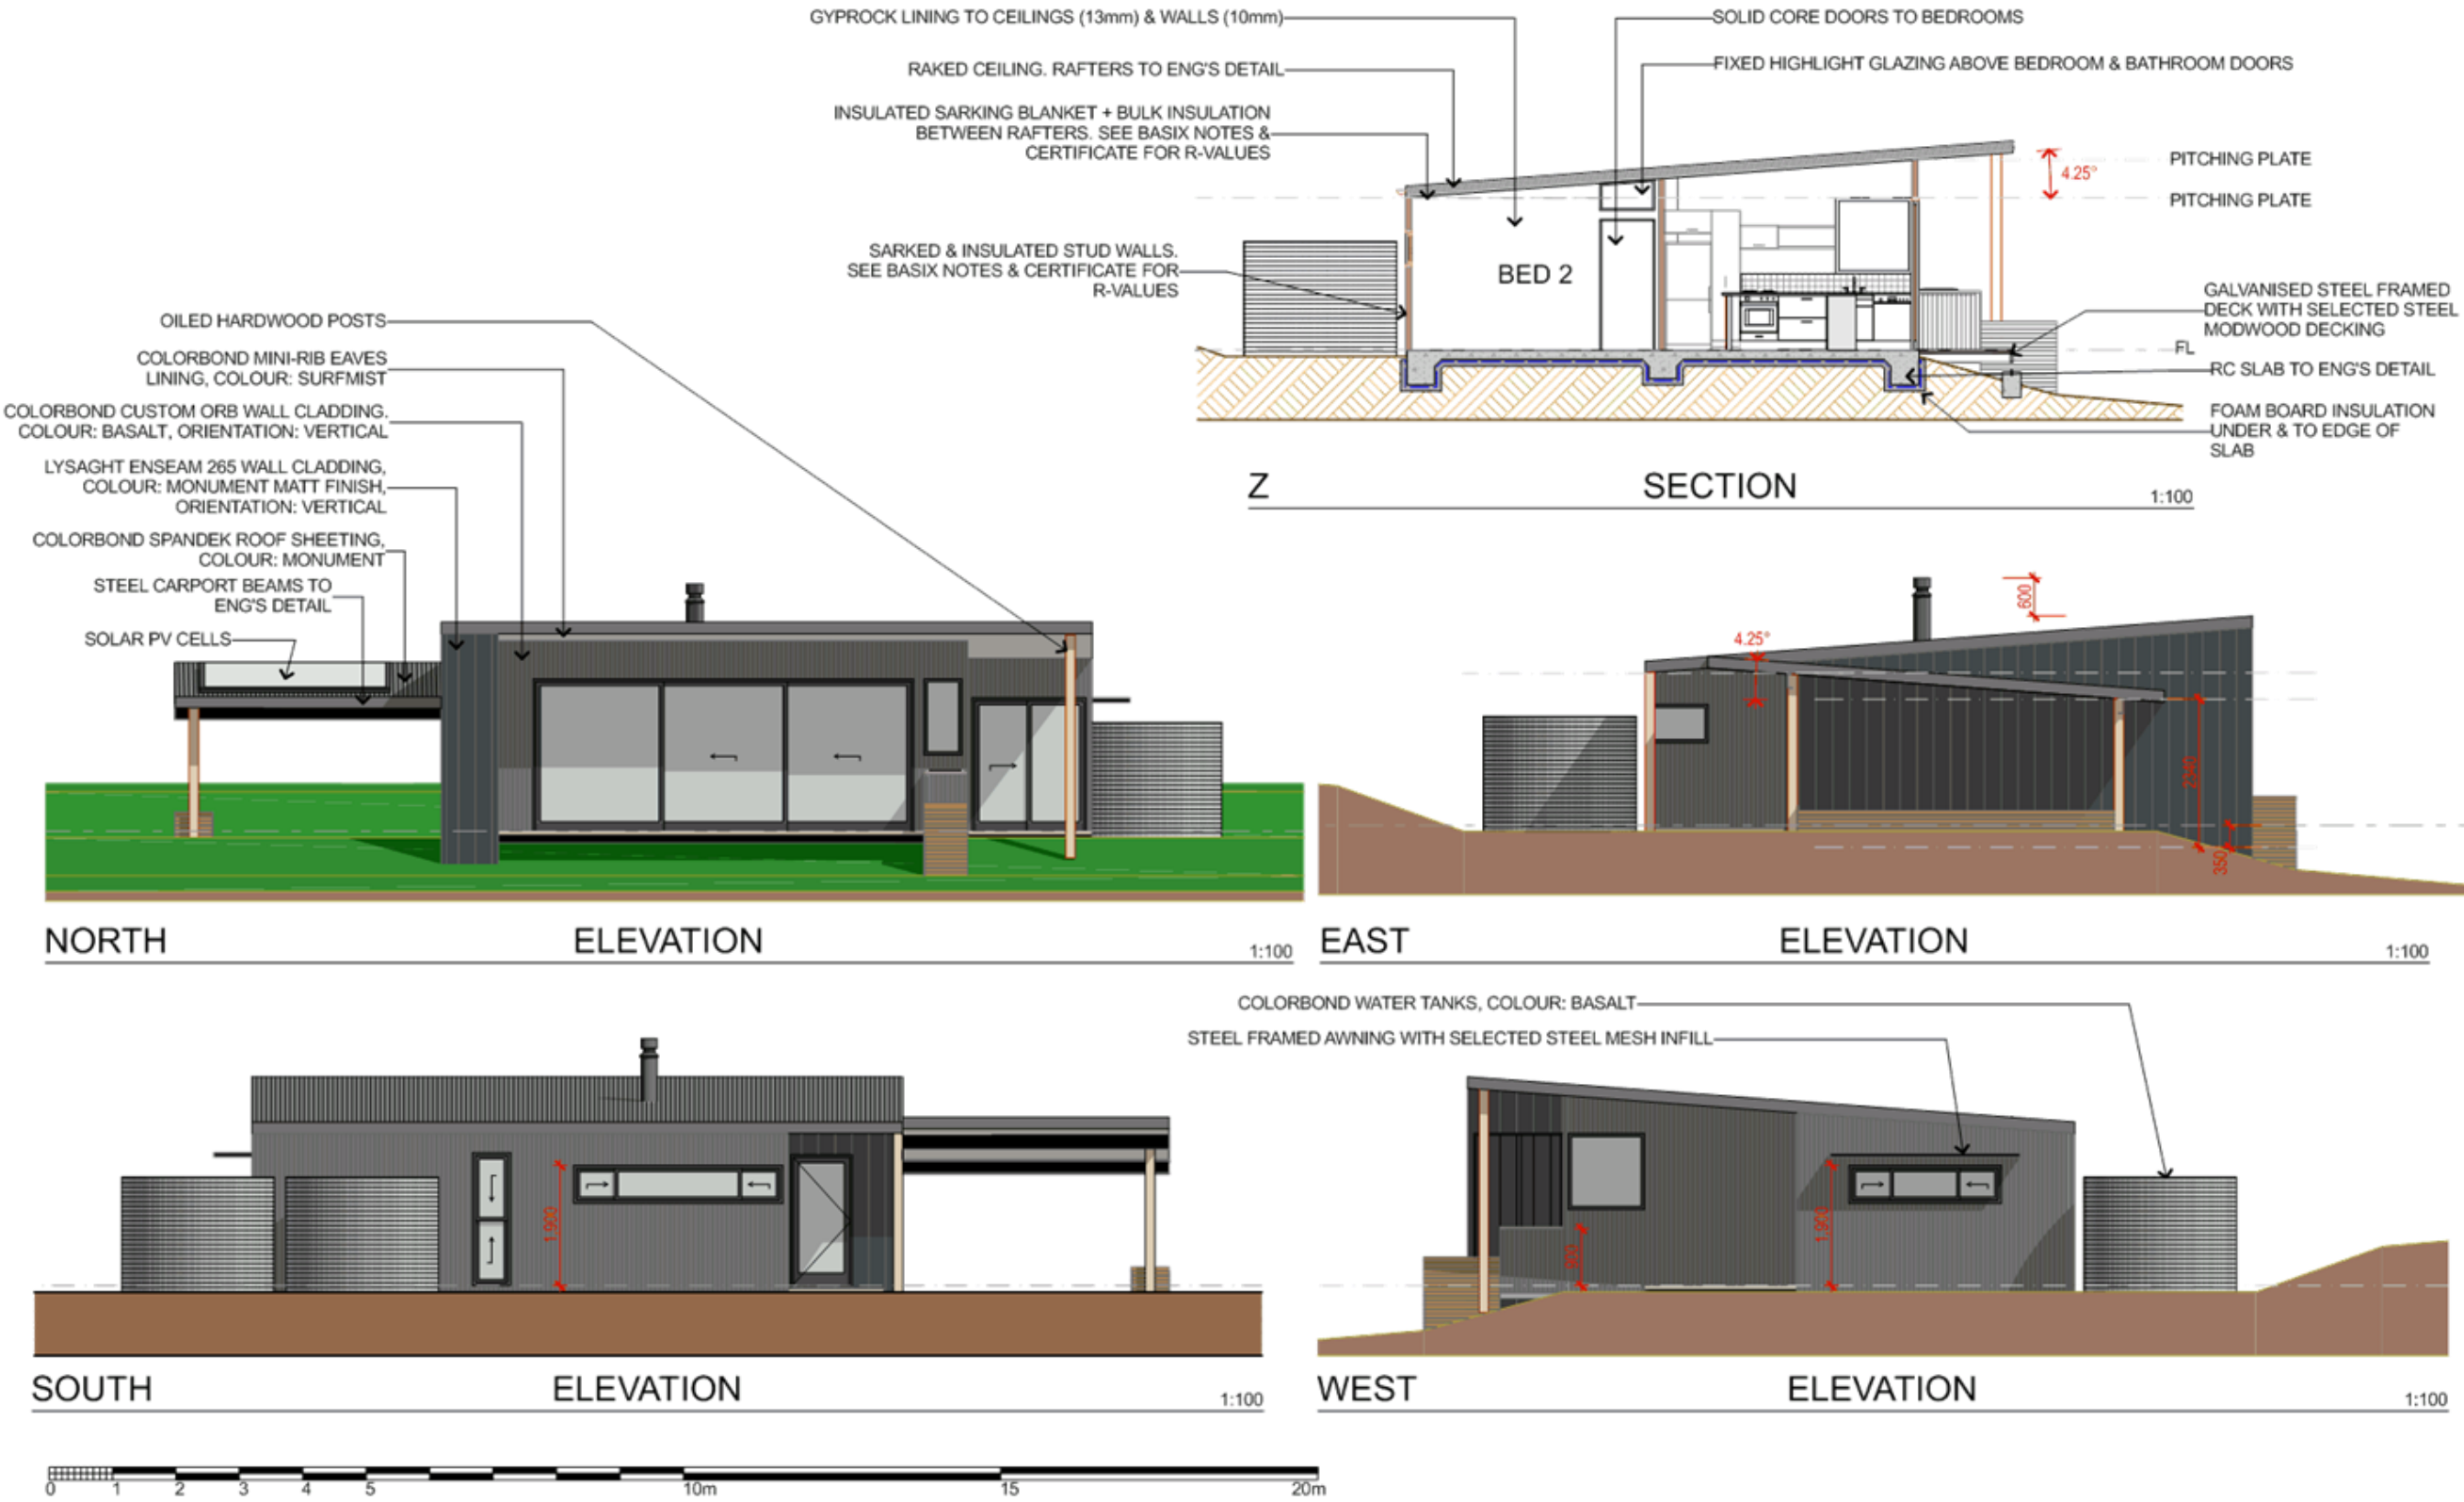 GYPROCK LINING TO CEILINGS (13mm) & WALLS (10mm)
RAKED CEILING. RAFTERS TO ENG'S DETAIL
INSULATED SARKING BLANKET + BULK INSULATION
BETWEEN RAFTERS. SEE BASIX NOTES &
CERTIFICATE FOR R-VALUES
SARKED & INSULATED STUD WALLS.
SEE BASIX NOTES & CERTIFICATE FOR
R-VALUES
SOLID CORE DOORS TO BEDROOMS
FIXED HIGHLIGHT GLAZING ABOVE BEDROOM & BATHROOM DOORS
PITCHING PLATE
4.25°
PITCHING PLATE
BED 2
GALVANISED STEEL FRAMED
DECK WITH SELECTED STEEL
MODWOOD DECKING
FL
RC SLAB TO ENG'S DETAIL
FOAM BOARD INSULATION
UNDER & TO EDGE OF
SLAB
Z SECTION 1:100
OILED HARDWOOD POSTS
COLORBOND MINI-RIB EAVES
LINING, COLOUR: SURFMIST
COLORBOND CUSTOM ORB WALL CLADDING.
COLOUR: BASALT, ORIENTATION: VERTICAL
LYSAGHT ENSEAM 265 WALL CLADDING,
COLOUR: MONUMENT MATT FINISH,
ORIENTATION: VERTICAL
COLORBOND SPANDEK ROOF SHEETING,
COLOUR: MONUMENT
STEEL CARPORT BEAMS TO
ENG'S DETAIL
SOLAR PV CELLS
NORTH ELEVATION 1:100
600
4.25°
2340
350
EAST ELEVATION 1:100
1,900
SOUTH ELEVATION 1:100
COLORBOND WATER TANKS, COLOUR: BASALT
STEEL FRAMED AWNING WITH SELECTED STEEL MESH INFILL
900
1,900
WEST ELEVATION 1:100
0 1 2 3 4 5 10m 15 20m